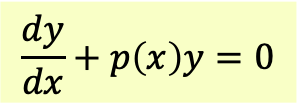 dy/dx + p(x)y = 0